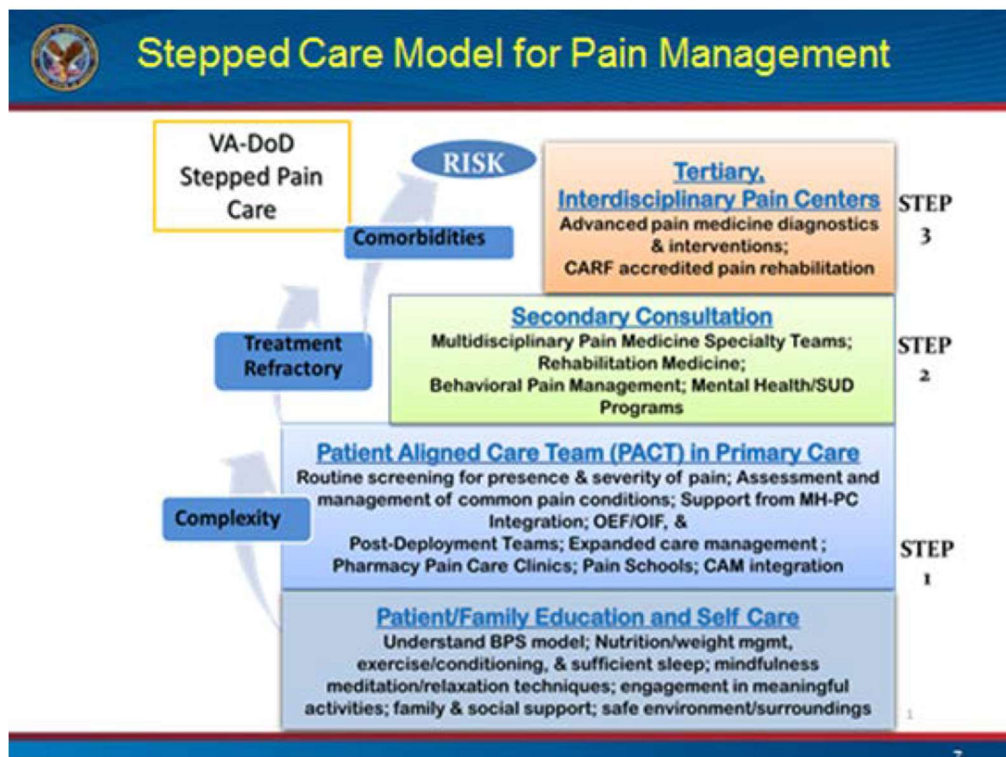 Stepped Care Model for Pain Management
VA-DoD
Stepped Pain
Care
RISK
Comorbidities
Treatment
Refractory
Complexity
Tertiary,
Interdisciplinary Pain Centers
Advanced pain medicine diagnostics
& interventions;
CARF accredited pain rehabilitation
STEP
3
Secondary Consultation
Multidisciplinary Pain Medicine Specialty Teams;
Rehabilitation Medicine;
Behavioral Pain Management; Mental Health/SUD
Programs
STEP
2
Patient Aligned Care Team (PACT) in Primary Care
Routine screening for presence & severity of pain; Assessment and
management of common pain conditions; Support from MH-PC
Integration; OEF/OIF, &
Post-Deployment Teams; Expanded care management ;
Pharmacy Pain Care Clinics; Pain Schools; CAM integration
STEP
1
Patient/Family Education and Self Care
Understand BPS model; Nutrition/weight mgmt,
exercise/conditioning, & sufficient sleep; mindfulness
meditation/relaxation techniques; engagement in meaningful
activities; family & social support; safe environment/surroundings
1